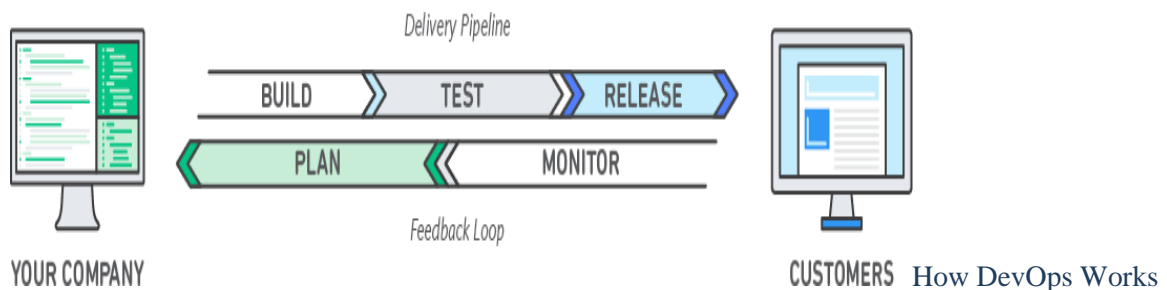 Delivery Pipeline
BUILD TEST RELEASE
PLAN MONITOR
Feedback Loop
YOUR COMPANY CUSTOMERS How DevOps Works